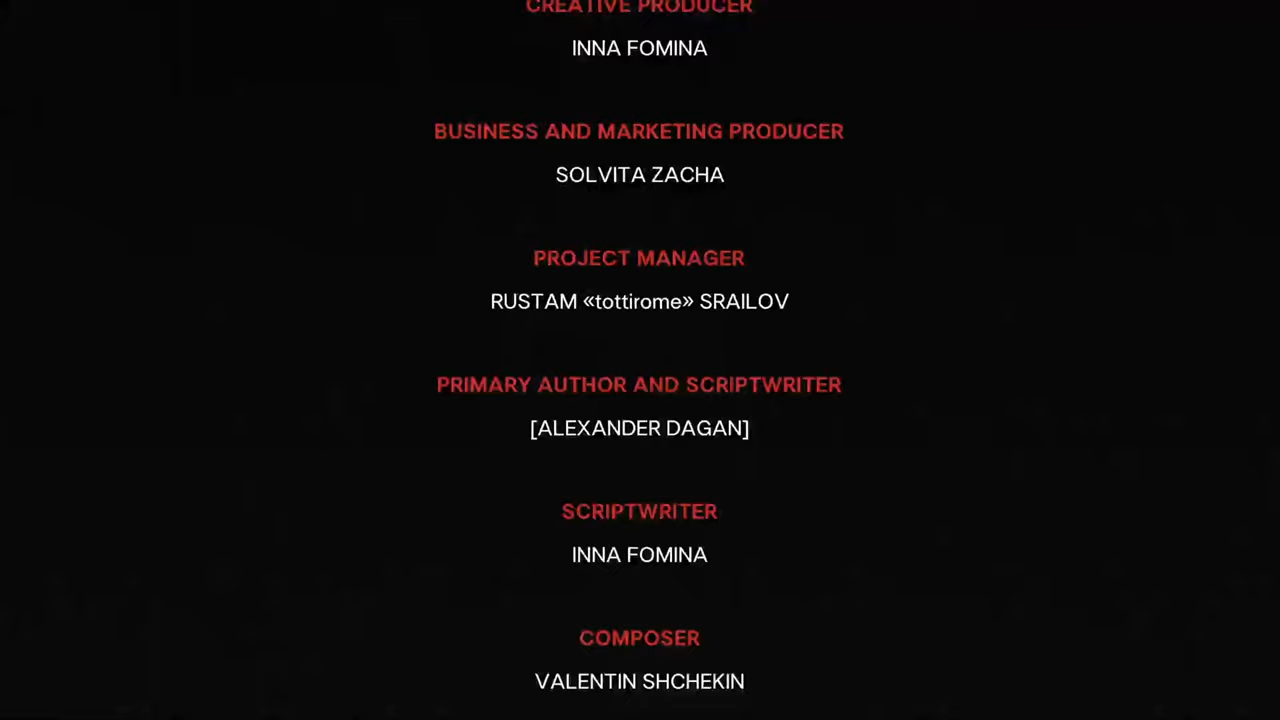 CREATIVE PRODUCER
INNA FOMINA
BUSINESS AND MARKETING PRODUCER
SOLVITA ZACHA
PROJECT MANAGER
RUSTAM «tottirome» SRAILOV
PRIMARY AUTHOR AND SCRIPTWRITER
[ALEXANDER DAGAN]
SCRIPTWRITER
INNA FOMINA
COMPOSER
VALENTIN SHCHEKIN